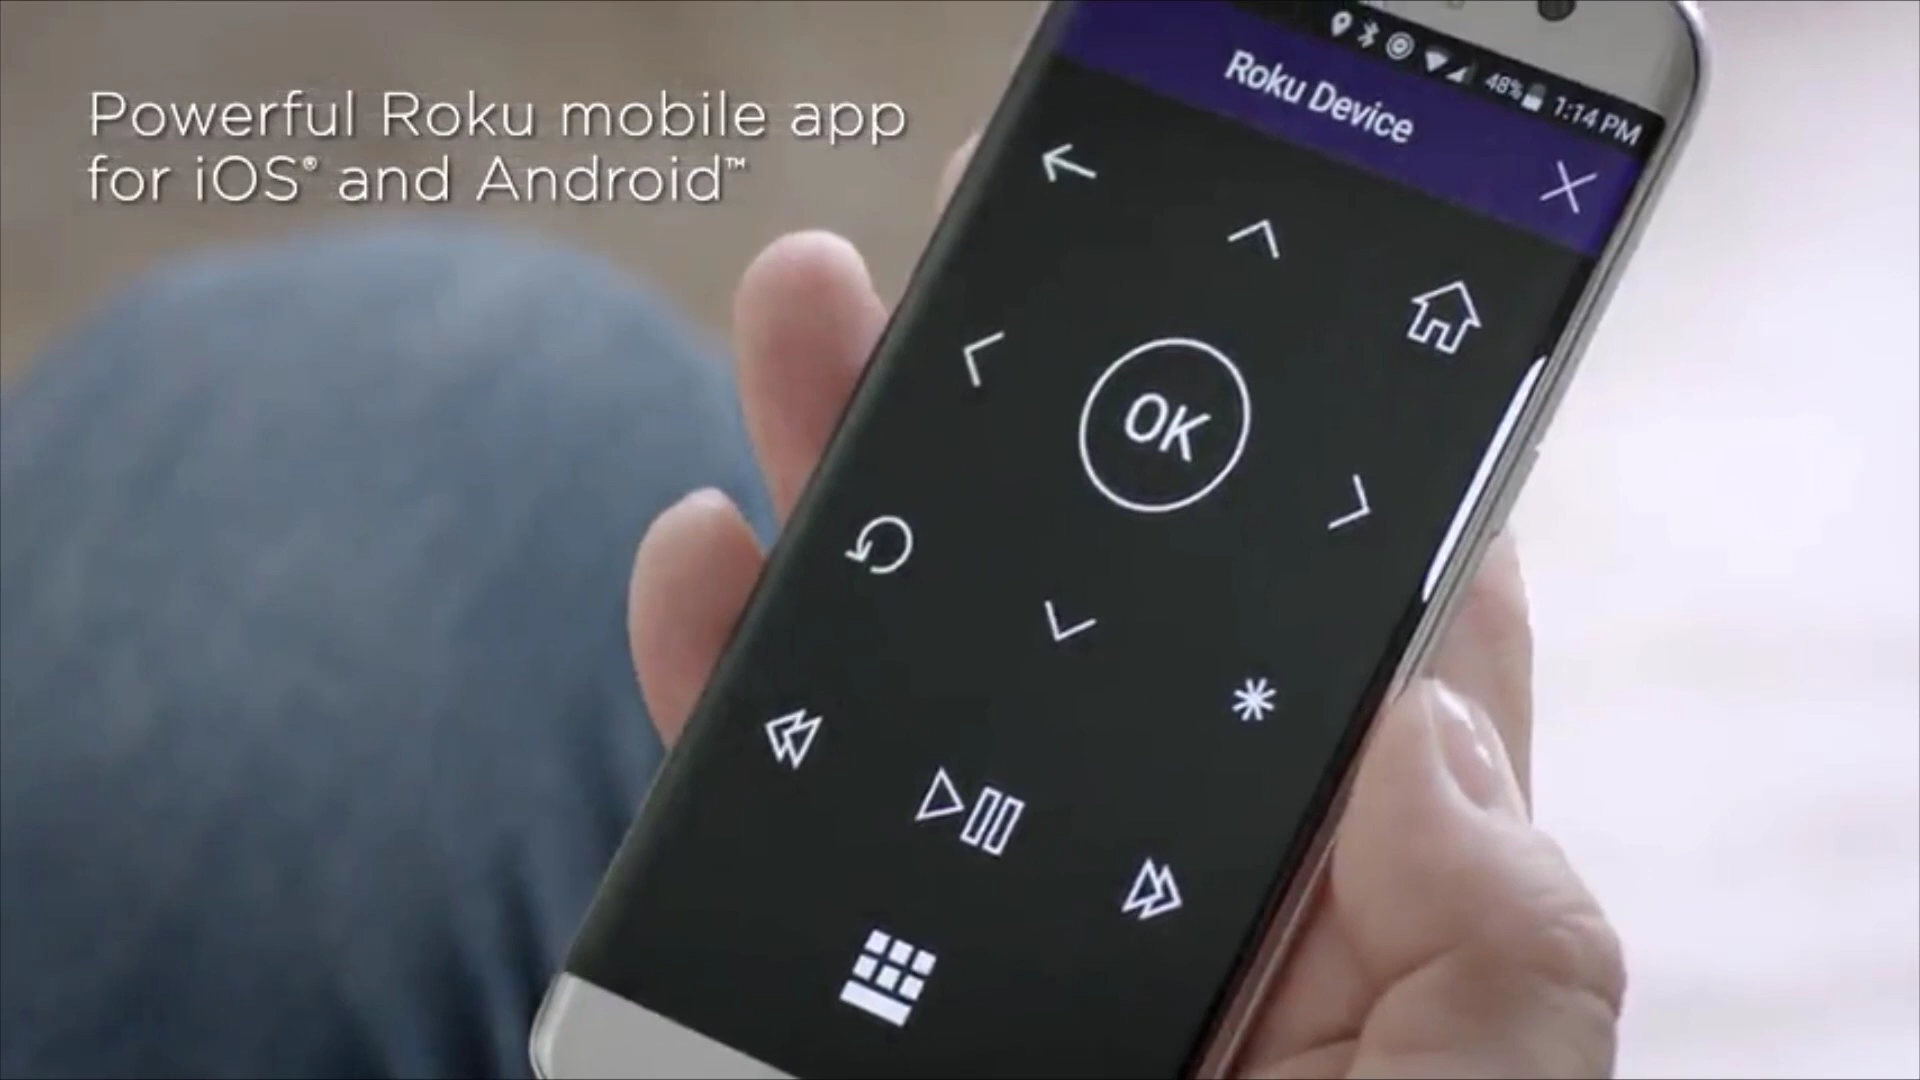 Powerful Roku mobile app
for iOS® and Android™
48% 1:14 PM
Roku Device
OK